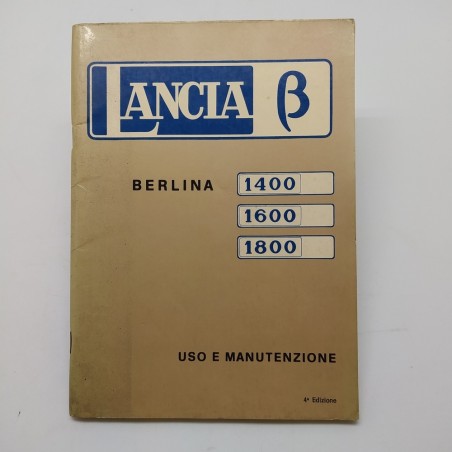 LANCIA β
BERLINA 1400
1600
1800
USO E MANUTENZIONE
4ª Edizione